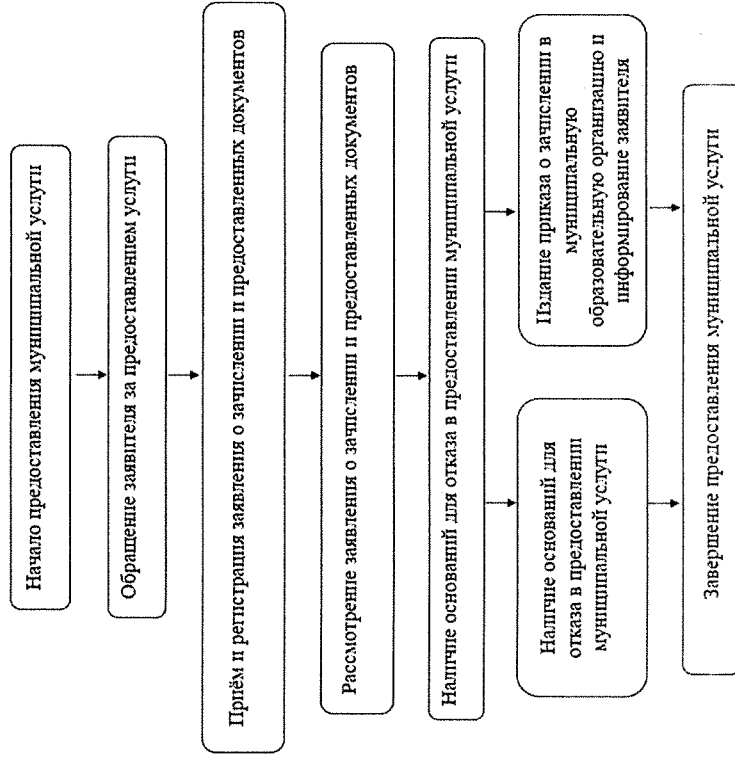 Начало предоставления муниципальной услуги
Обращение заявителя за предоставлением услуги
Приём и регистрация заявления о зачислении и предоставленных документов
Рассмотрение заявления о зачислении и предоставленных документов
Наличие оснований для отказа в предоставлении муниципальной услуги
Наличие оснований для
отказа в предоставлении
муниципальной услуги
Издание приказа о зачислении в
муниципальную
образовательную организацию и
информирование заявителя
Завершение предоставления муниципальной услуги